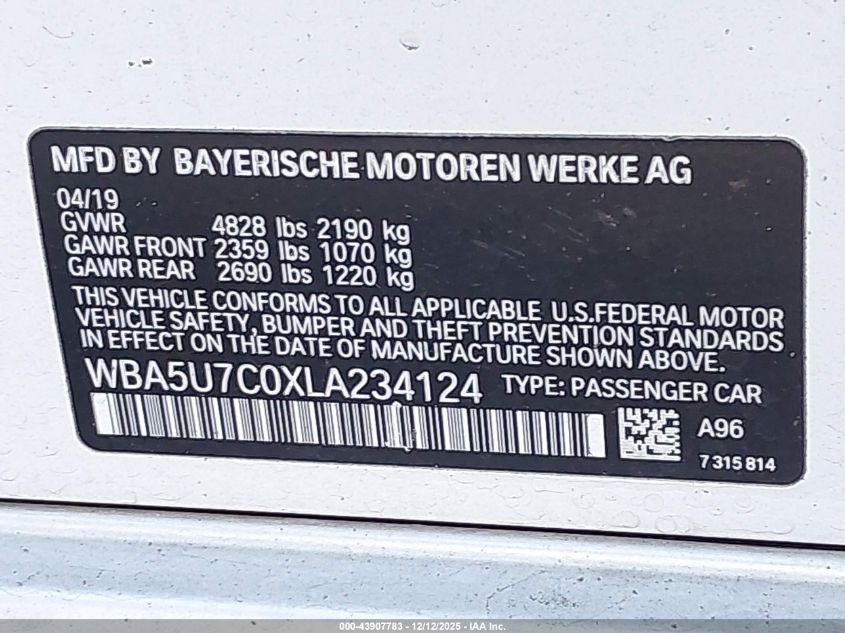 MFD BY BAYERISCHE MOTOREN WERKE AG
04/19
GVWR 4828 lbs 2190 kg
GAWR FRONT 2359 lbs 1070 kg
GAWR REAR 2690 lbs 1220 kg
THIS VEHICLE CONFORMS TO ALL APPLICABLE U.S.FEDERAL MOTOR
VEHICLE SAFETY, BUMPER AND THEFT PREVENTION STANDARDS
IN EFFECT ON THE DATE OF MANUFACTURE SHOWN ABOVE.
WBA5U7C0XLA234124 TYPE: PASSENGER CAR
A96
7 315 814
000-43907783 - 12/12/2025 - IAA Inc.